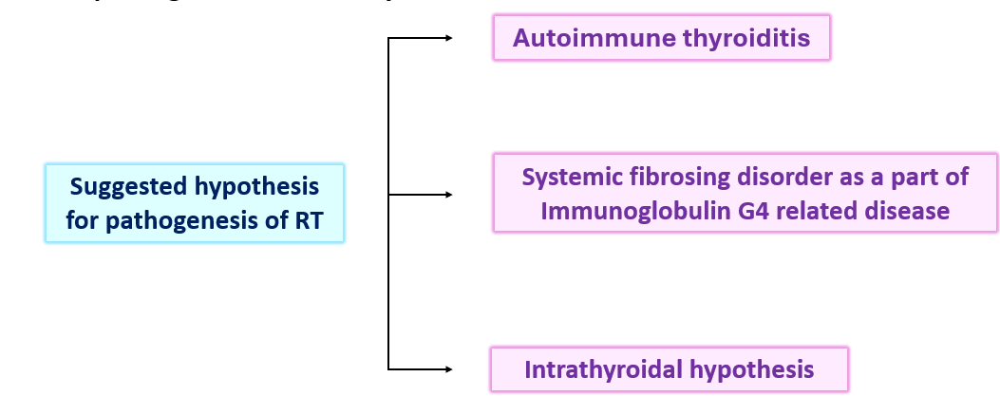 Suggested hypothesis
for pathogenesis of RT
Autoimmune thyroiditis
Systemic fibrosing disorder as a part of
Immunoglobulin G4 related disease
Intrathyroidal hypothesis